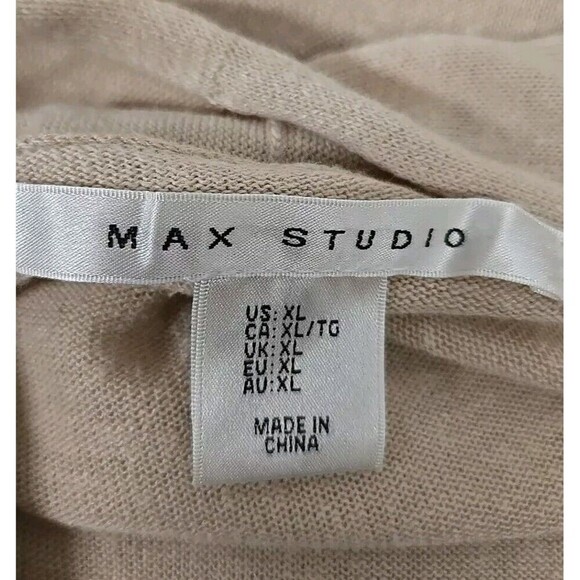 MAX STUDIO
US: XL
CA: XL/TG
UK: XL
EU: XL
AU: XL
MADE IN
CHINA